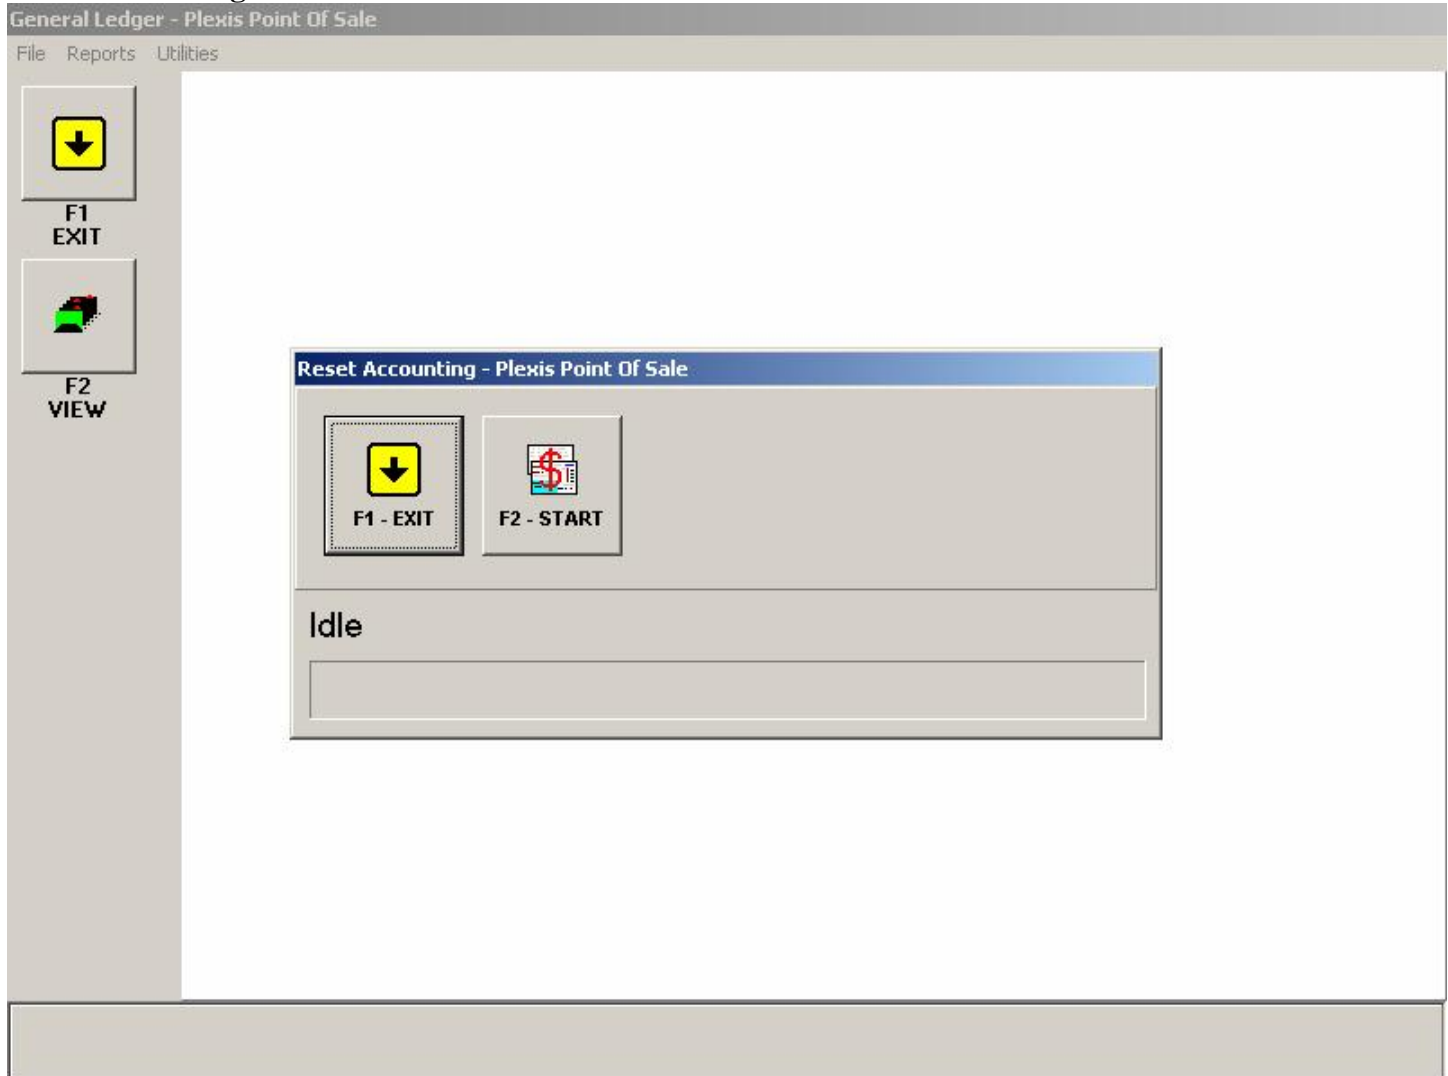 General Ledger - Plexis Point Of Sale
File Reports Utilities
F1
EXIT
F2
VIEW
Reset Accounting - Plexis Point Of Sale
F1 - EXIT F2 - START
Idle